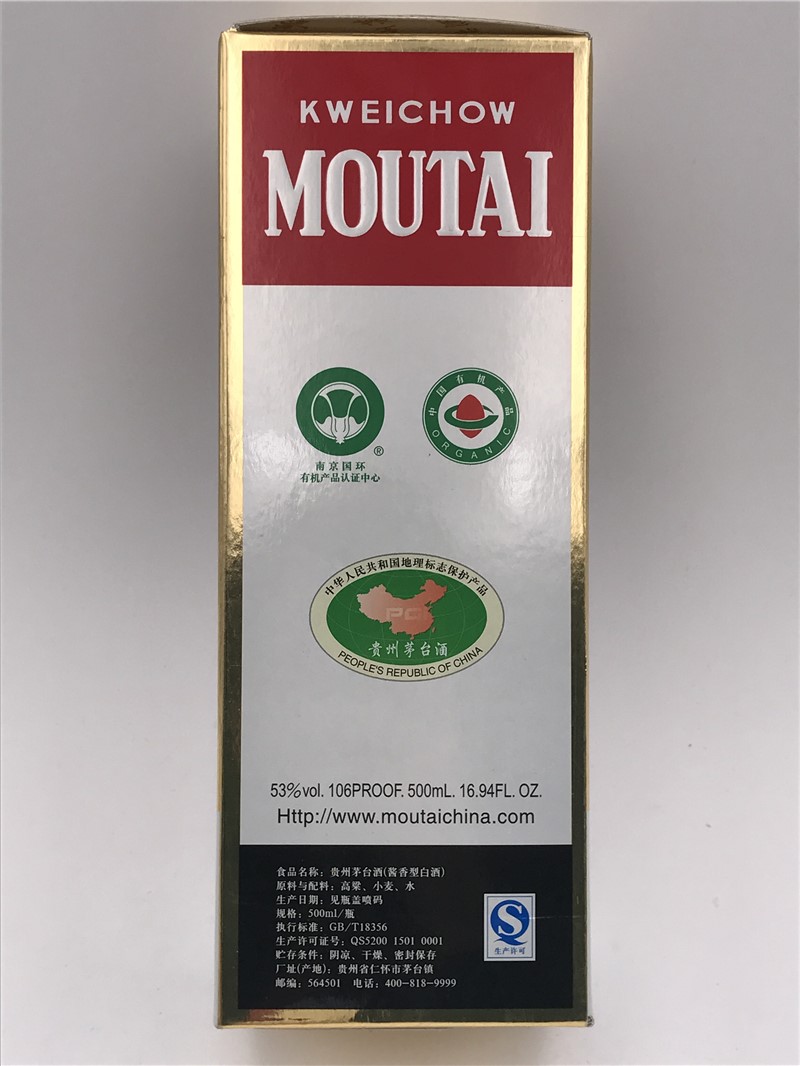 KWEICHOW
MOUTAI
®
南京国环
有机产品认证中心
中国有机产品
ORGANIC
中华人民共和国地理标志保护产品
PGI
贵州茅台酒
PEOPLE'S REPUBLIC OF CHINA
53%vol. 106PROOF. 500mL. 16.94FL. OZ.
Http://www.moutaichina.com
食品名称：贵州茅台酒(酱香型白酒)
原料与配料：高粱、小麦、水
生产日期：见瓶盖喷码
规格：500ml/瓶
执行标准：GB/T18356
生产许可证号：QS5200 1501 0001
贮存条件：阴凉、干燥、密封保存
厂址(产地)：贵州省仁怀市茅台镇
邮编：564501 电话：400-818-9999
S
生产许可